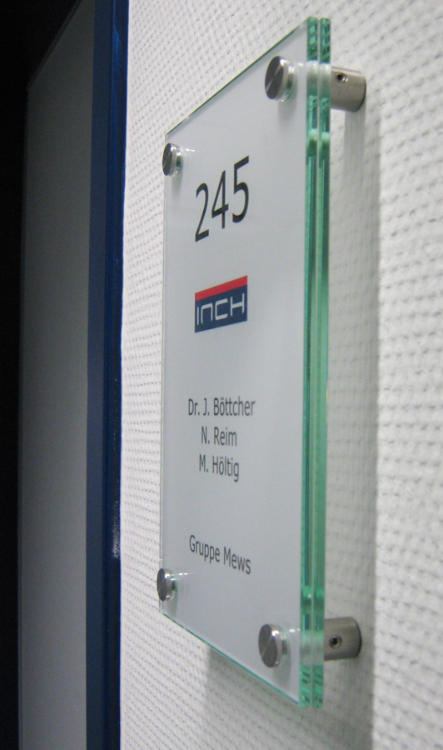 245
INCH
Dr. J. Böttcher
N. Reim
M. Höltig
Gruppe Mews